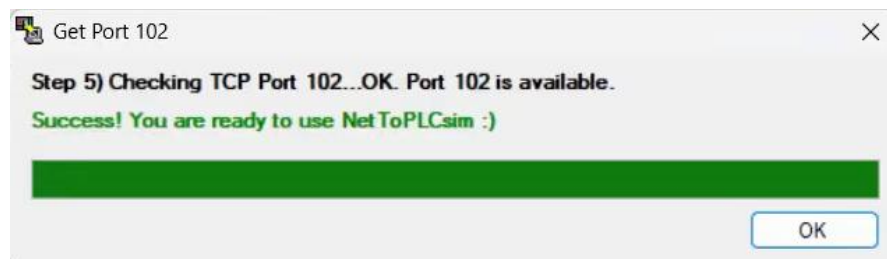 Get Port 102
Step 5) Checking TCP Port 102...OK. Port 102 is available.
Success! You are ready to use NetToPLCsim :)
OK